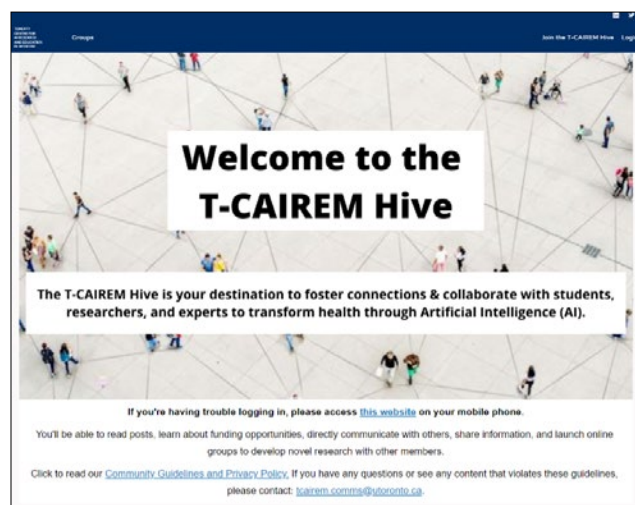 Groups
Join the T-CAIREM Hive Login
Welcome to the
T-CAIREM Hive
The T-CAIREM Hive is your destination to foster connections & collaborate with students,
researchers, and experts to transform health through Artificial Intelligence (AI).
If you're having trouble logging in, please access this website on your mobile phone.
You'll be able to read posts, learn about funding opportunities, directly communicate with others, share information, and launch online
groups to develop novel research with other members.
Click to read our Community Guidelines and Privacy Policy. If you have any questions or see any content that violates these guidelines,
please contact: tcairem.comms@utoronto.ca.